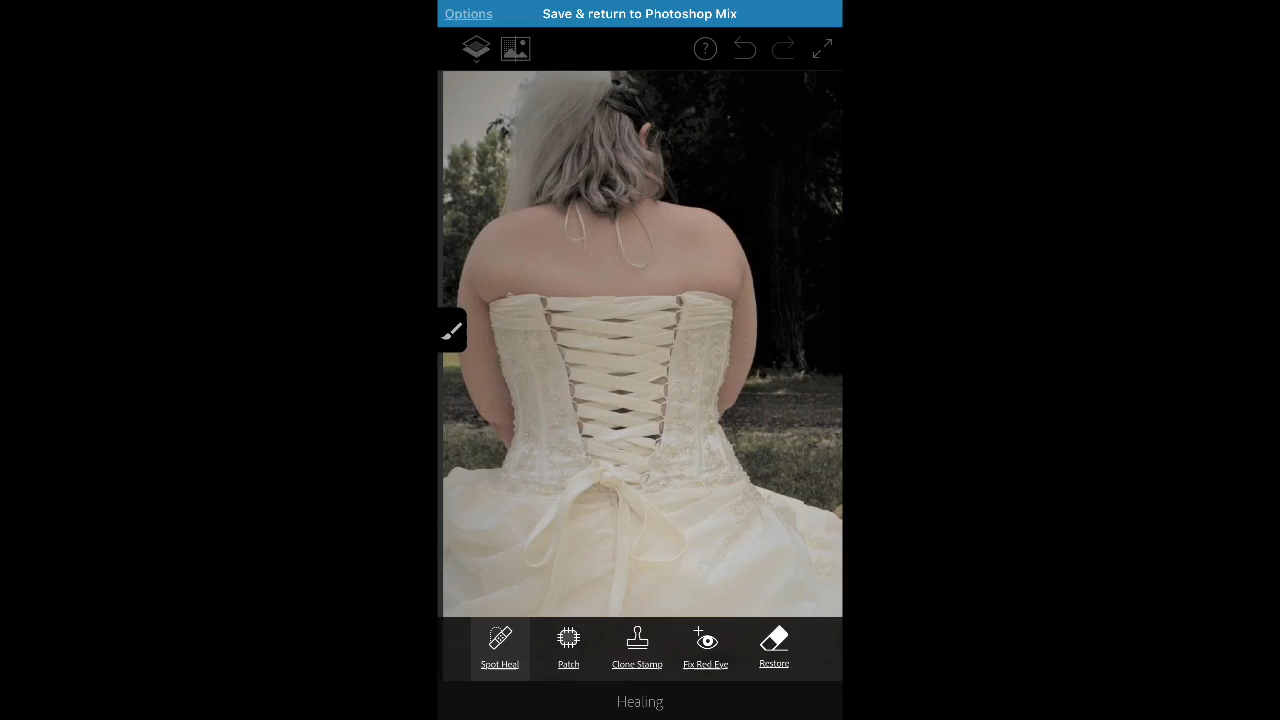 Options Save & return to Photoshop Mix
?
Spot Heal Patch Clone Stamp Fix Red Eye Restore
Healing